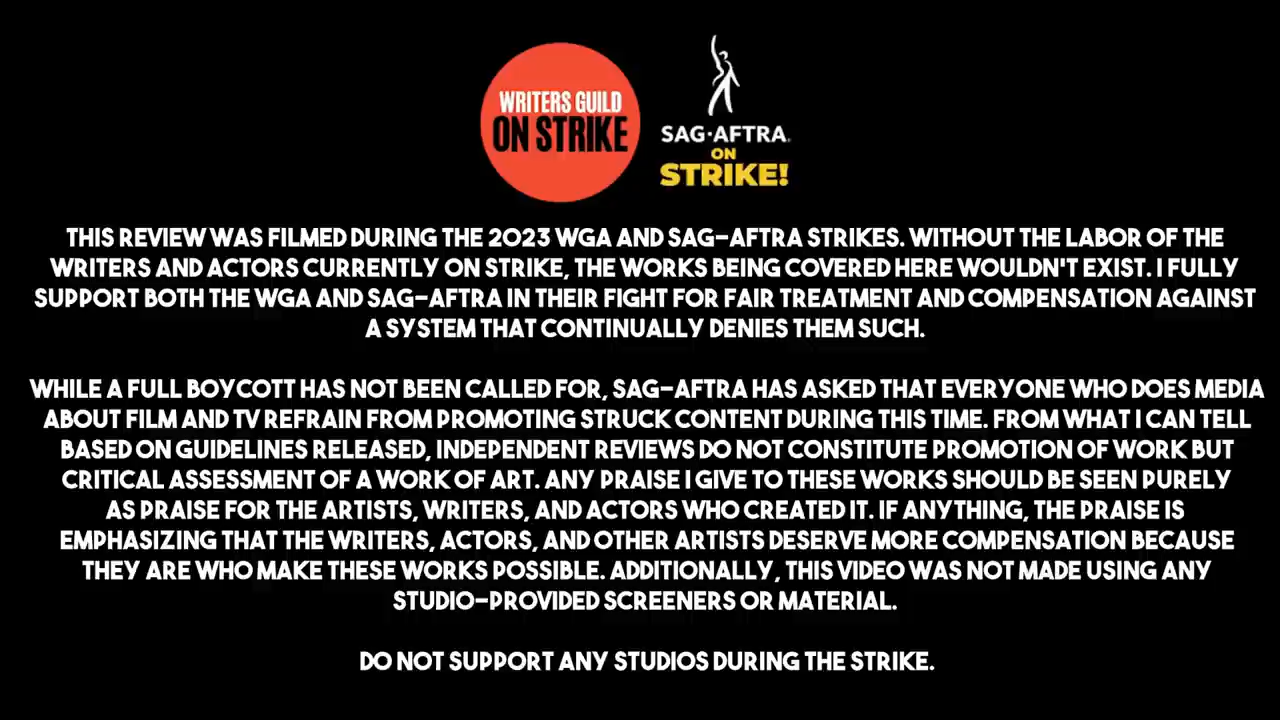 WRITERS GUILD
ON STRIKE
SAG·AFTRA
ON
STRIKE!
THIS REVIEW WAS FILMED DURING THE 2023 WGA AND SAG-AFTRA STRIKES. WITHOUT THE LABOR OF THE
WRITERS AND ACTORS CURRENTLY ON STRIKE, THE WORKS BEING COVERED HERE WOULDN'T EXIST. I FULLY
SUPPORT BOTH THE WGA AND SAG-AFTRA IN THEIR FIGHT FOR FAIR TREATMENT AND COMPENSATION AGAINST
A SYSTEM THAT CONTINUALLY DENIES THEM SUCH.
WHILE A FULL BOYCOTT HAS NOT BEEN CALLED FOR, SAG-AFTRA HAS ASKED THAT EVERYONE WHO DOES MEDIA
ABOUT FILM AND TV REFRAIN FROM PROMOTING STRUCK CONTENT DURING THIS TIME. FROM WHAT I CAN TELL
BASED ON GUIDELINES RELEASED, INDEPENDENT REVIEWS DO NOT CONSTITUTE PROMOTION OF WORK BUT
CRITICAL ASSESSMENT OF A WORK OF ART. ANY PRAISE I GIVE TO THESE WORKS SHOULD BE SEEN PURELY
AS PRAISE FOR THE ARTISTS, WRITERS, AND ACTORS WHO CREATED IT. IF ANYTHING, THE PRAISE IS
EMPHASIZING THAT THE WRITERS, ACTORS, AND OTHER ARTISTS DESERVE MORE COMPENSATION BECAUSE
THEY ARE WHO MAKE THESE WORKS POSSIBLE. ADDITIONALLY, THIS VIDEO WAS NOT MADE USING ANY
STUDIO-PROVIDED SCREENERS OR MATERIAL.
DO NOT SUPPORT ANY STUDIOS DURING THE STRIKE.